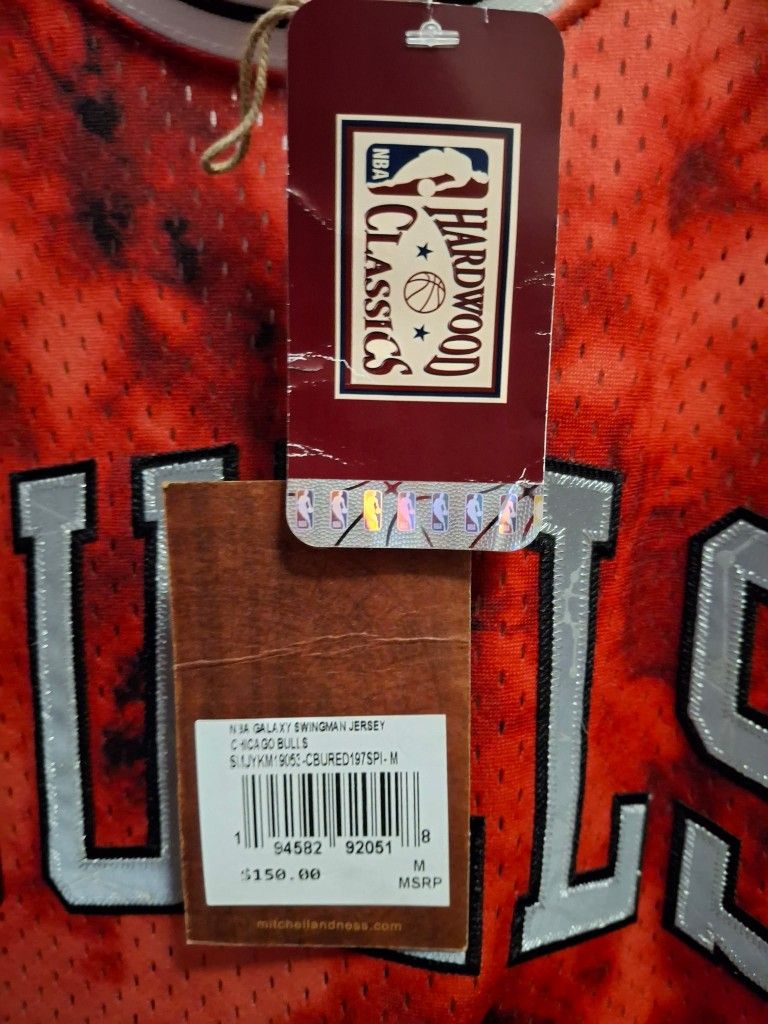 NBA
HARDWOOD
CLASSICS
ULLS
NBA GALAXY SWINGMAN JERSEY
CHICAGO BULLS
SMJYKM19053-CBURED197SPI- M
1 94582 92051 8
$150.00
M
MSRP
mitchellandness.com